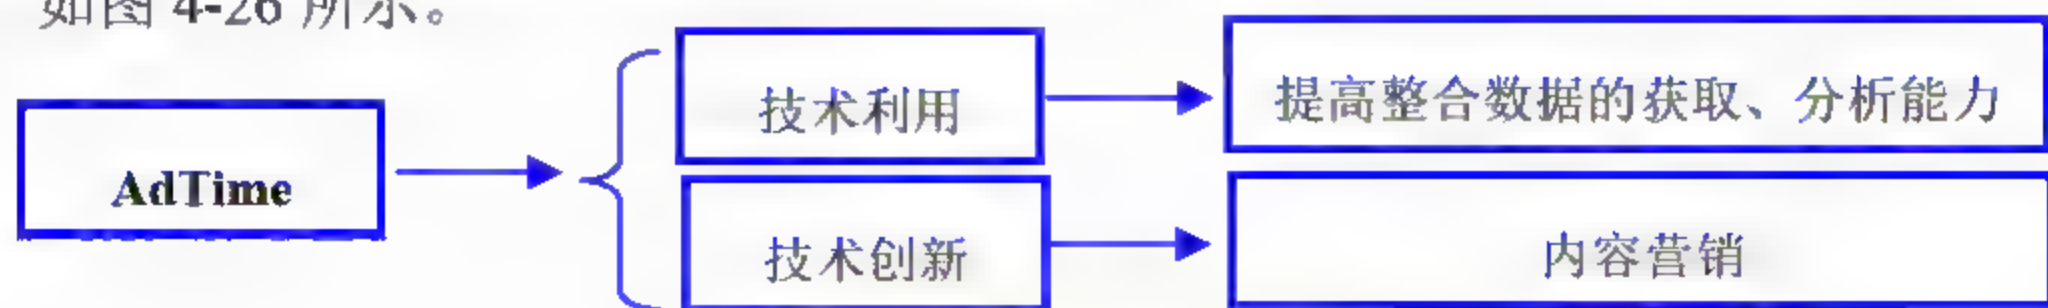 如图 4-26 所示。
技术利用
提高整合数据的获取、分析能力
AdTime
技术创新
内容营销